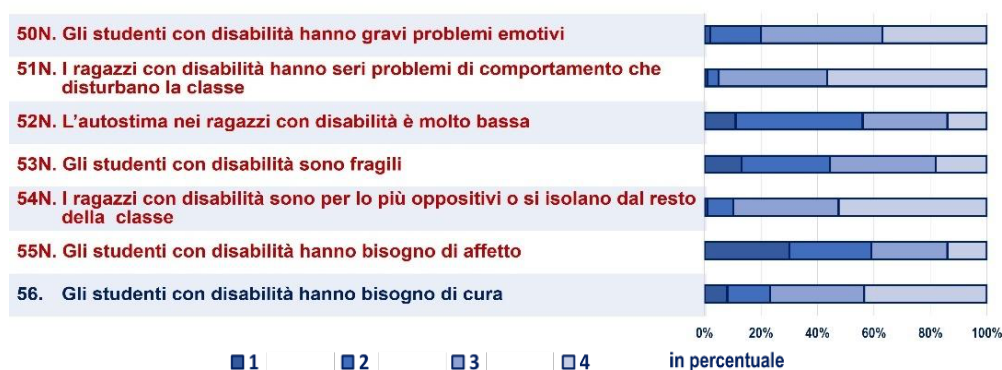 50N. Gli studenti con disabilità hanno gravi problemi emotivi
51N. I ragazzi con disabilità hanno seri problemi di comportamento che
disturbano la classe
52N. L'autostima nei ragazzi con disabilità è molto bassa
53N. Gli studenti con disabilità sono fragili
54N. I ragazzi con disabilità sono per lo più oppositivi o si isolano dal resto
della classe
55N. Gli studenti con disabilità hanno bisogno di affetto
56. Gli studenti con disabilità hanno bisogno di cura
0% 20% 40% 60% 80% 100%
1 2 3 4 in percentuale